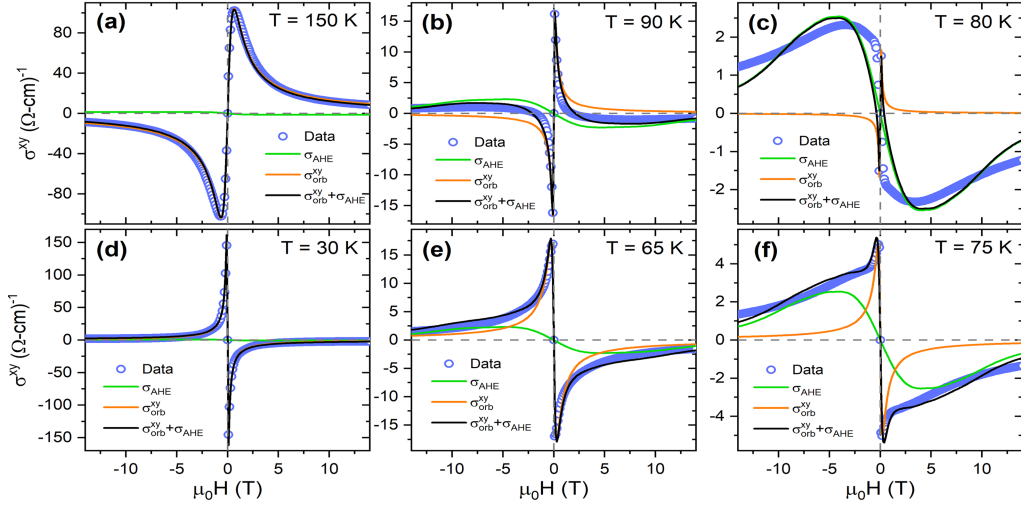 (a) T = 150 K
100
80
40
0
-40
-80
σxy (Ω-cm)-1
Data
σAHE
σxyorb
σxyorb+σAHE
(b) T = 90 K
15
10
5
0
-5
-10
-15
Data
σAHE
σxyorb
σxyorb+σAHE
(c) T = 80 K
2
1
0
1
2
Data
σAHE
σxyorb
σxyorb+σAHE
(d) T = 30 K
150
100
50
0
-50
-100
-150
σxy (Ω-cm)-1
Data
σAHE
σxyorb
σxyorb+σAHE
-10 -5 0 5 10
μ0H (T)
(e) T = 65 K
15
10
5
0
-5
-10
-15
Data
σAHE
σxyorb
σxyorb+σAHE
-10 -5 0 5 10
μ0H (T)
(f) T = 75 K
4
2
0
-2
-4
Data
σAHE
σxyorb
σxyorb+σAHE
-10 -5 0 5 10
μ0H (T)